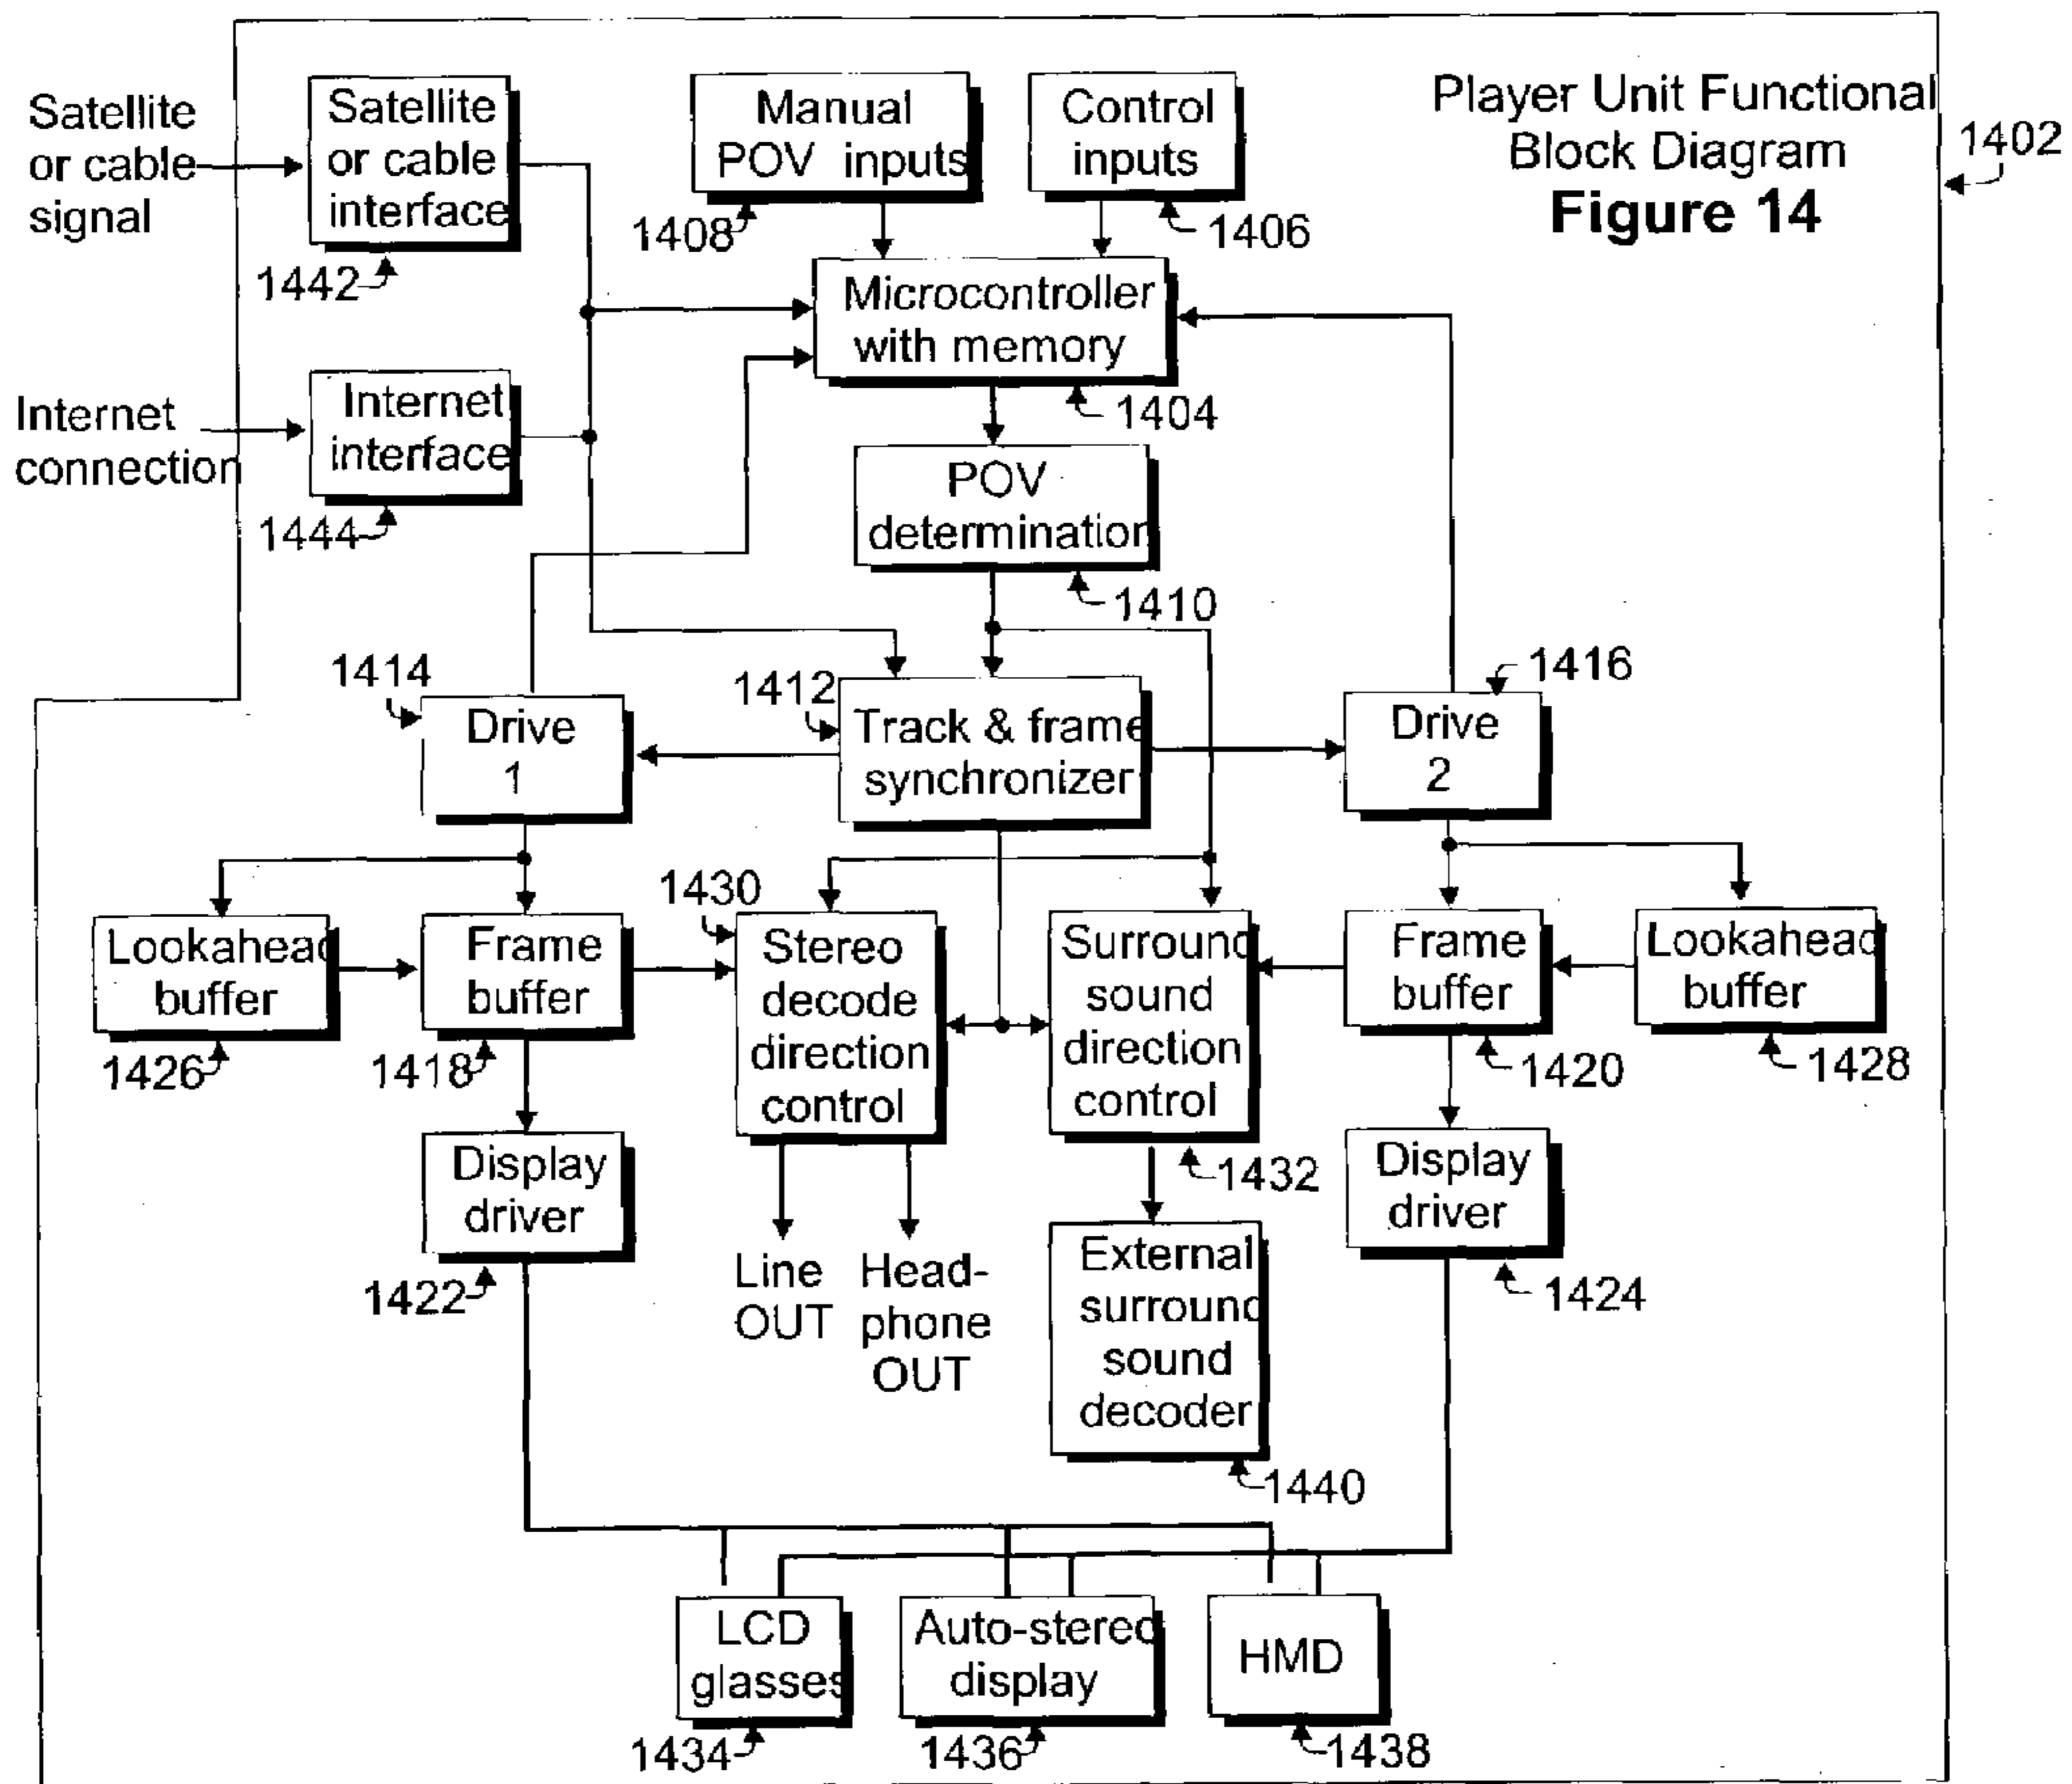 Player Unit Functional
Block Diagram
Figure 14
1402
Satellite
or cable
signal
Satellite
or cable
interface
1442
Manual
POV inputs
1408
Control
inputs
1406
Microcontroller
with memory
1404
Internet
connection
Internet
interface
1444
POV
determination
1410
1414
Drive
1
1412
Track & frame
synchronizer
1416
Drive
2
Lookahead
buffer
1426
Frame
buffer
1418
1430
Stereo
decode
direction
control
Surround
sound
direction
control
1432
Frame
buffer
1420
Lookahead
buffer
1428
Display
driver
1422
Line
OUT
Head-
phone
OUT
External
surround
sound
decoder
1440
Display
driver
1424
LCD
glasses
1434
Auto-stereo
display
1436
HMD
1438